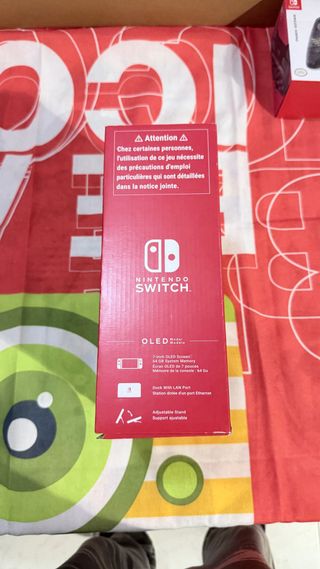 ⚠ Attention ⚠
Chez certaines personnes,
l'utilisation de ce jeu nécessite
des précautions d'emploi
particulières qui sont détaillées
dans la notice jointe.
NINTENDO
SWITCH
OLED Model
Modèle
7-inch OLED Screen
64 GB System Memory
Écran OLED de 7 pouces
Mémoire de la console : 64 Go
Dock With LAN Port
Station dotée d'un port Ethernet
Adjustable Stand
Support ajustable